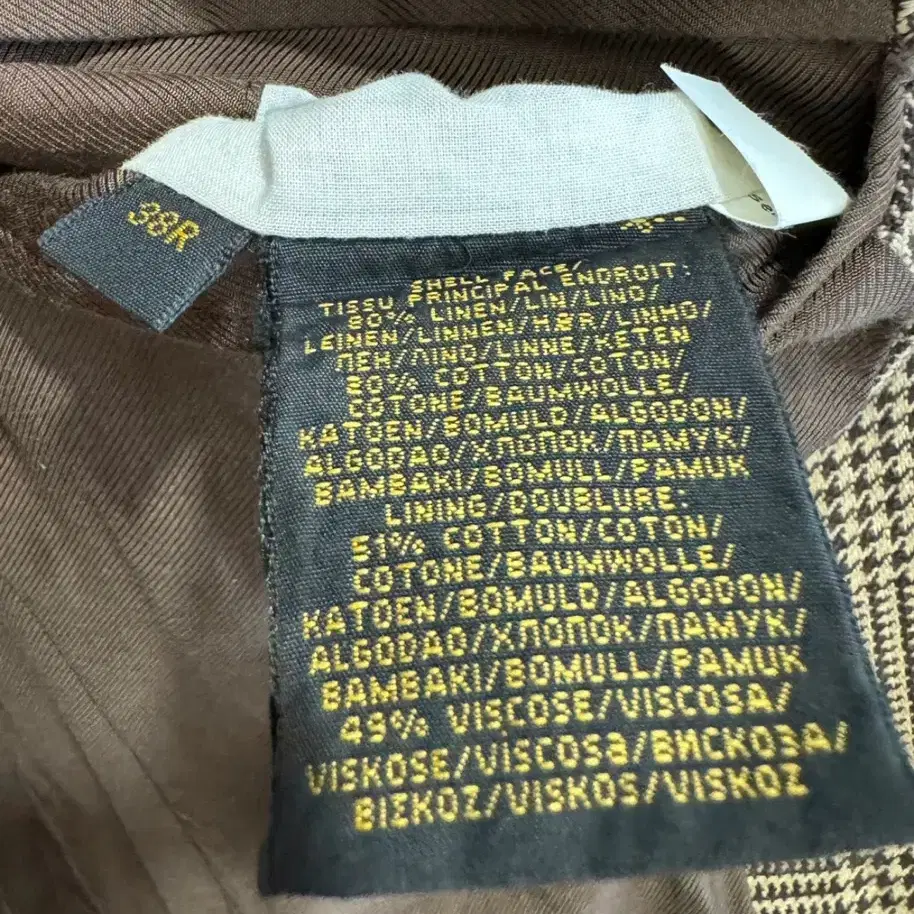 38R
SHELL FACE/
TISSU PRINCIPAL ENDROIT:
80% LINEN/LIN/LINO/
LEINEN/LINNEN/HØR/LINHO/
ЛЕН/ΛΙΝΟ/LINNE/KETEN
20% COTTON/COTON/
COTONE/BAUMWOLLE/
KATOEN/BOMULD/ALGODON/
ALGODAO/ХЛОПОК/ПАМУК/
BAMBAKI/BOMULL/PAMUK
LINING/DOUBLURE:
51% COTTON/COTON/
COTONE/BAUMWOLLE/
KATOEN/BOMULD/ALGODON/
ALGODAO/ХЛОПОК/ПАМУК/
BAMBAKI/BOMULL/PAMUK
49% VISCOSE/VISCOSA/
VISKOSE/VISCOSA/ВИСКОЗА/
ΒΙΣΚΟΖ/VISKOS/VISKOZ